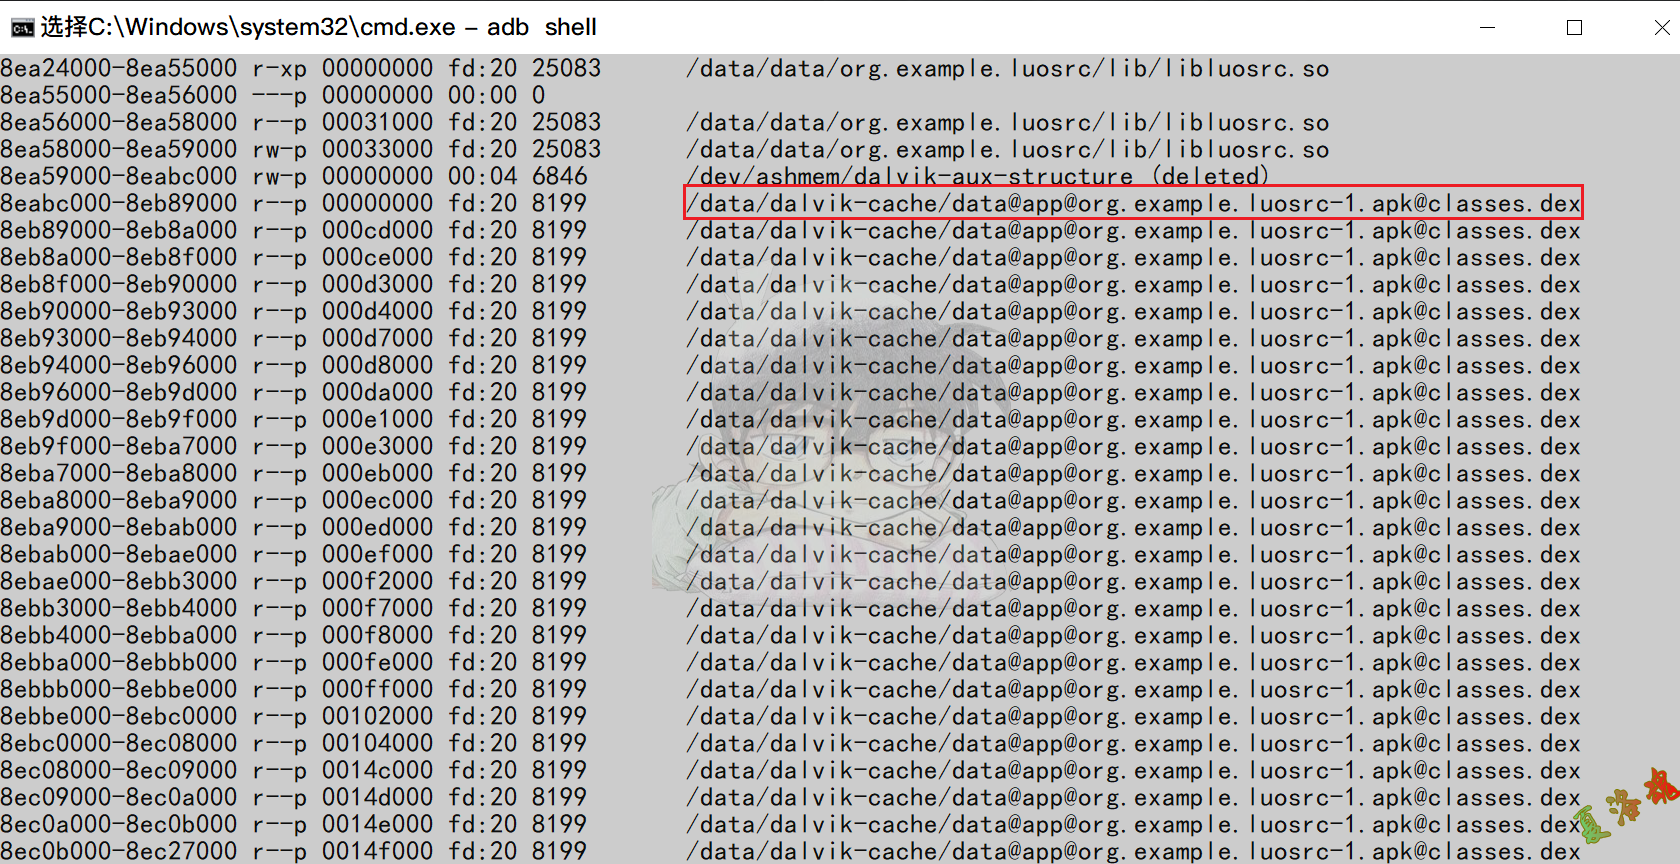 选择C:\Windows\system32\cmd.exe - adb  shell
8ea24000-8ea55000 r-xp 00000000 fd:20 25083      /data/data/org.example.luosrc/lib/libluosrc.so
8ea55000-8ea56000 ---p 00000000 00:00 0
8ea56000-8ea58000 r--p 00031000 fd:20 25083      /data/data/org.example.luosrc/lib/libluosrc.so
8ea58000-8ea59000 rw-p 00033000 fd:20 25083      /data/data/org.example.luosrc/lib/libluosrc.so
8ea59000-8eabc000 rw-p 00000000 00:04 6846       /dev/ashmem/dalvik-aux-structure (deleted)
8eabc000-8eb89000 r--p 00000000 fd:20 8199       /data/dalvik-cache/data@app@org.example.luosrc-1.apk@classes.dex
8eb89000-8eb8a000 r--p 000cd000 fd:20 8199       /data/dalvik-cache/data@app@org.example.luosrc-1.apk@classes.dex
8eb8a000-8eb8f000 r--p 000ce000 fd:20 8199       /data/dalvik-cache/data@app@org.example.luosrc-1.apk@classes.dex
8eb8f000-8eb90000 r--p 000d3000 fd:20 8199       /data/dalvik-cache/data@app@org.example.luosrc-1.apk@classes.dex
8eb90000-8eb93000 r--p 000d4000 fd:20 8199       /data/dalvik-cache/data@app@org.example.luosrc-1.apk@classes.dex
8eb93000-8eb94000 r--p 000d7000 fd:20 8199       /data/dalvik-cache/data@app@org.example.luosrc-1.apk@classes.dex
8eb94000-8eb96000 r--p 000d8000 fd:20 8199       /data/dalvik-cache/data@app@org.example.luosrc-1.apk@classes.dex
8eb96000-8eb9d000 r--p 000da000 fd:20 8199       /data/dalvik-cache/data@app@org.example.luosrc-1.apk@classes.dex
8eb9d000-8eb9f000 r--p 000e1000 fd:20 8199       /data/dalvik-cache/data@app@org.example.luosrc-1.apk@classes.dex
8eb9f000-8eba7000 r--p 000e3000 fd:20 8199       /data/dalvik-cache/data@app@org.example.luosrc-1.apk@classes.dex
8eba7000-8eba8000 r--p 000eb000 fd:20 8199       /data/dalvik-cache/data@app@org.example.luosrc-1.apk@classes.dex
8eba8000-8eba9000 r--p 000ec000 fd:20 8199       /data/dalvik-cache/data@app@org.example.luosrc-1.apk@classes.dex
8eba9000-8ebab000 r--p 000ed000 fd:20 8199       /data/dalvik-cache/data@app@org.example.luosrc-1.apk@classes.dex
8ebab000-8ebae000 r--p 000ef000 fd:20 8199       /data/dalvik-cache/data@app@org.example.luosrc-1.apk@classes.dex
8ebae000-8ebb3000 r--p 000f2000 fd:20 8199       /data/dalvik-cache/data@app@org.example.luosrc-1.apk@classes.dex
8ebb3000-8ebb4000 r--p 000f7000 fd:20 8199       /data/dalvik-cache/data@app@org.example.luosrc-1.apk@classes.dex
8ebb4000-8ebba000 r--p 000f8000 fd:20 8199       /data/dalvik-cache/data@app@org.example.luosrc-1.apk@classes.dex
8ebba000-8ebbb000 r--p 000fe000 fd:20 8199       /data/dalvik-cache/data@app@org.example.luosrc-1.apk@classes.dex
8ebbb000-8ebbe000 r--p 000ff000 fd:20 8199       /data/dalvik-cache/data@app@org.example.luosrc-1.apk@classes.dex
8ebbe000-8ebc0000 r--p 00102000 fd:20 8199       /data/dalvik-cache/data@app@org.example.luosrc-1.apk@classes.dex
8ebc0000-8ec08000 r--p 00104000 fd:20 8199       /data/dalvik-cache/data@app@org.example.luosrc-1.apk@classes.dex
8ec08000-8ec09000 r--p 0014c000 fd:20 8199       /data/dalvik-cache/data@app@org.example.luosrc-1.apk@classes.dex
8ec09000-8ec0a000 r--p 0014d000 fd:20 8199       /data/dalvik-cache/data@app@org.example.luosrc-1.apk@classes.dex
8ec0a000-8ec0b000 r--p 0014e000 fd:20 8199       /data/dalvik-cache/data@app@org.example.luosrc-1.apk@classes.dex
8ec0b000-8ec27000 r--p 0014f000 fd:20 8199       /data/dalvik-cache/data@app@org.example.luosrc-1.apk@classes.dex